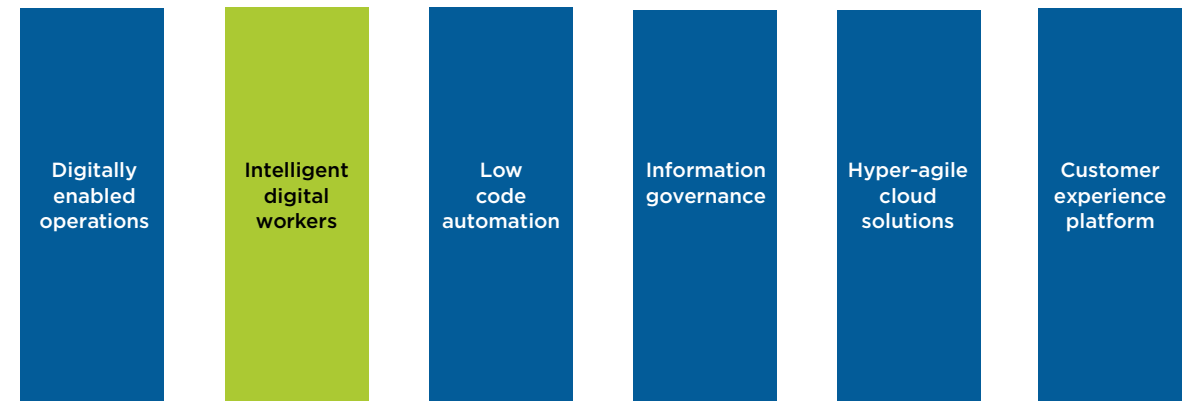 Digitally
enabled
operations
Intelligent
digital
workers
Low
code
automation
Information
governance
Hyper-agile
cloud
solutions
Customer
experience
platform